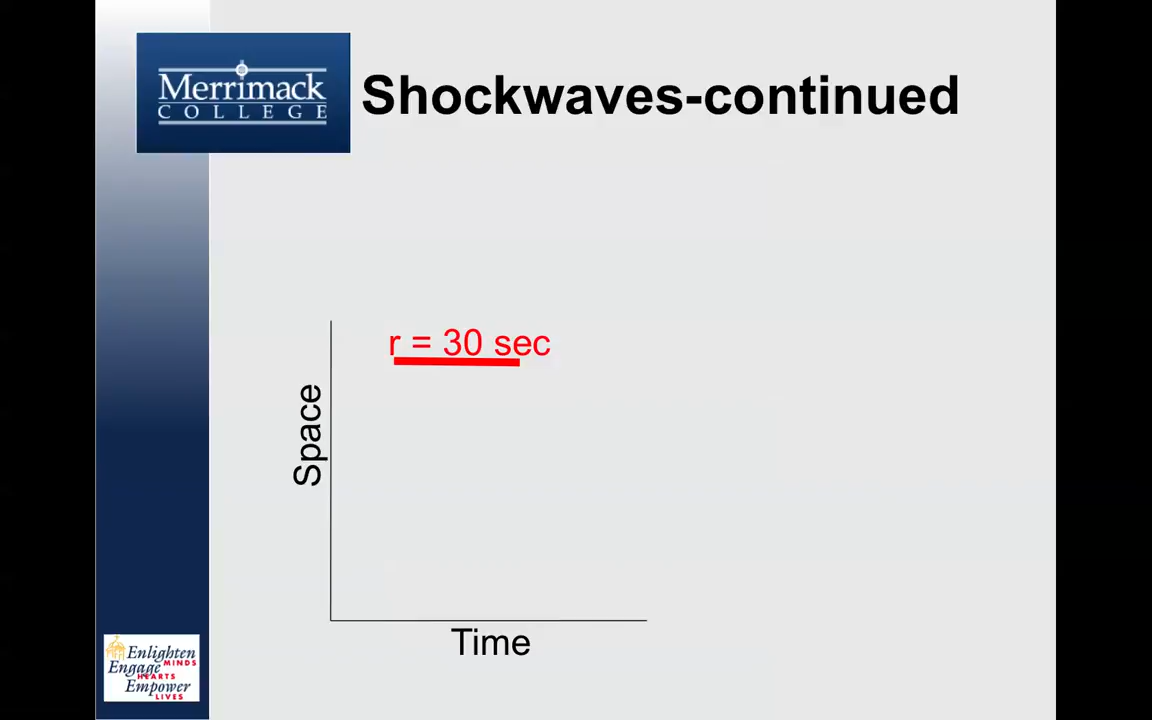 Merrimack
COLLEGE
Shockwaves-continued
r = 30 sec
Space
Time
Enlighten
MINDS
Engage
HEARTS
Empower
LIVES